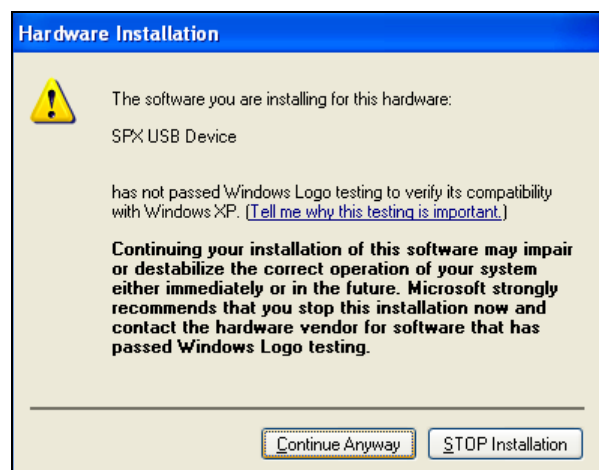 Hardware Installation
The software you are installing for this hardware:
SPX USB Device
has not passed Windows Logo testing to verify its compatibility
with Windows XP. (Tell me why this testing is important.)
Continuing your installation of this software may impair
or destabilize the correct operation of your system
either immediately or in the future. Microsoft strongly
recommends that you stop this installation now and
contact the hardware vendor for software that has
passed Windows Logo testing.
Continue Anyway
STOP Installation